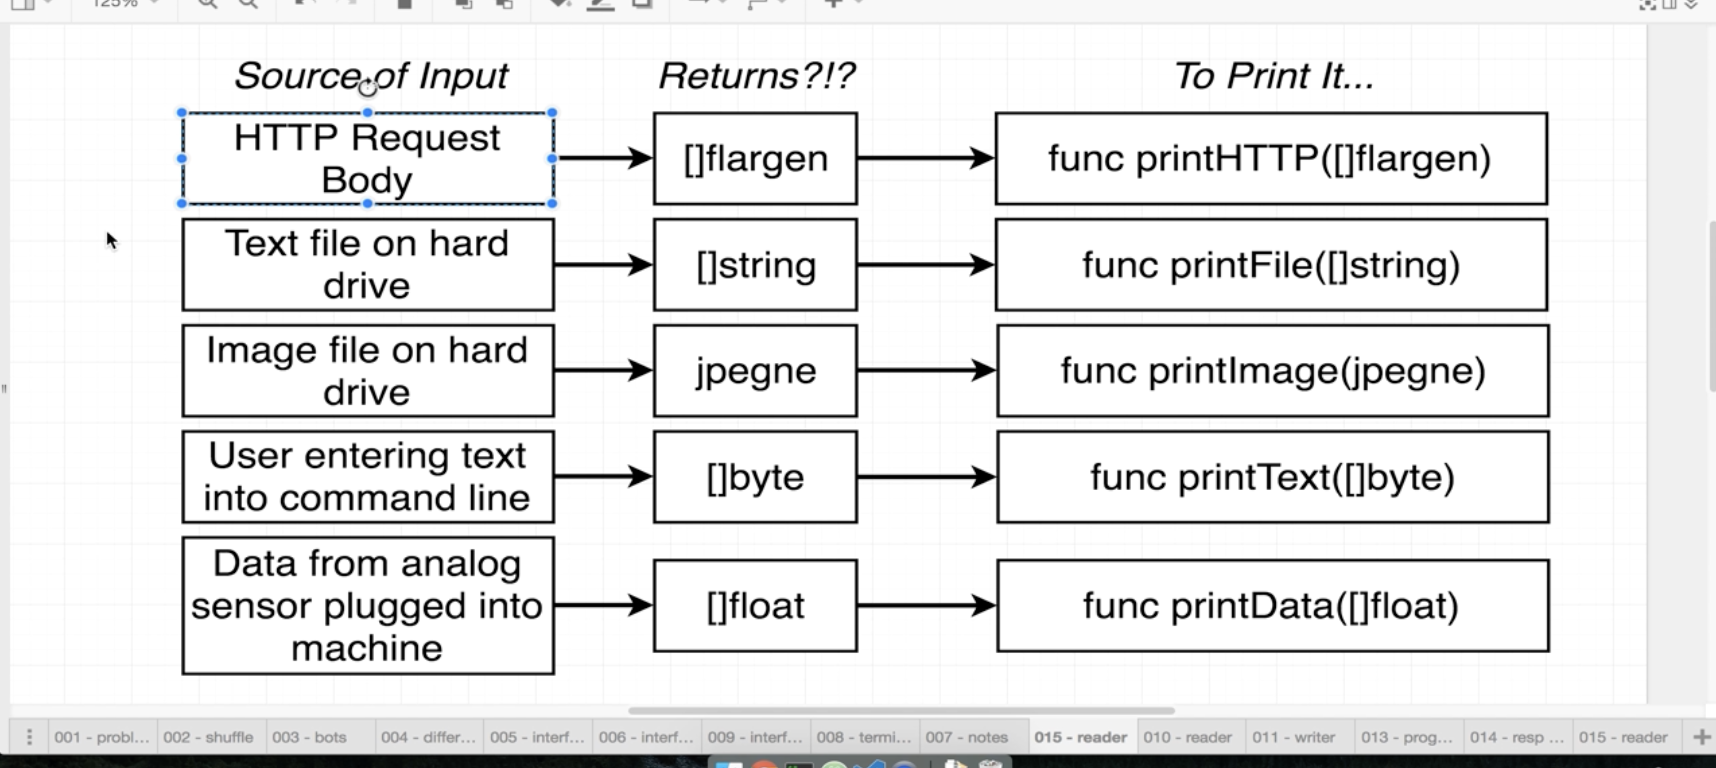 125%
Source of Input
Returns?!?
To Print It...
HTTP Request
Body
[]flargen
func printHTTP([]flargen)
Text file on hard
drive
[]string
func printFile([]string)
Image file on hard
drive
jpegne
func printImage(jpegne)
User entering text
into command line
[]byte
func printText([]byte)
Data from analog
sensor plugged into
machine
[]float
func printData([]float)
001 - probl...
002 - shuffle
003 - bots
004 - differ...
005 - interf...
006 - interf...
009 - interf...
008 - termi...
007 - notes
015 - reader
010 - reader
011 - writer
013 - prog...
014 - resp ...
015 - reader